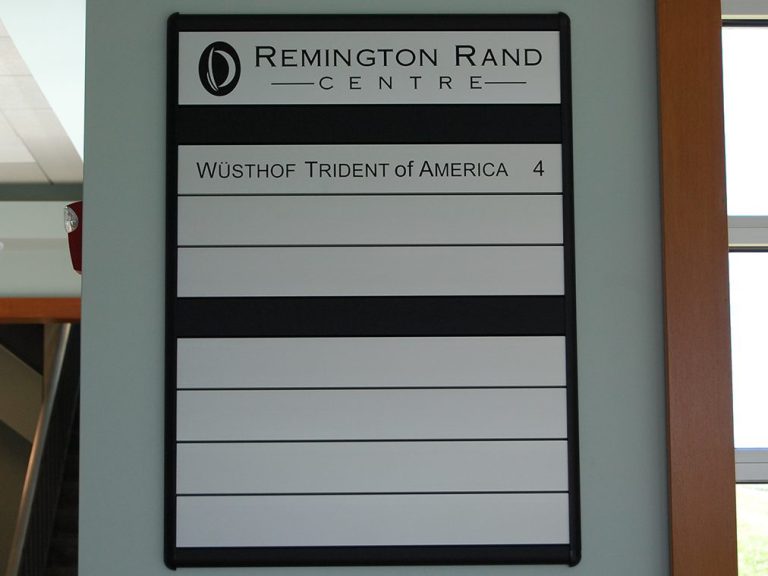 REMINGTON RAND
CENTRE
WÜSTHOF TRIDENT of AMERICA 4